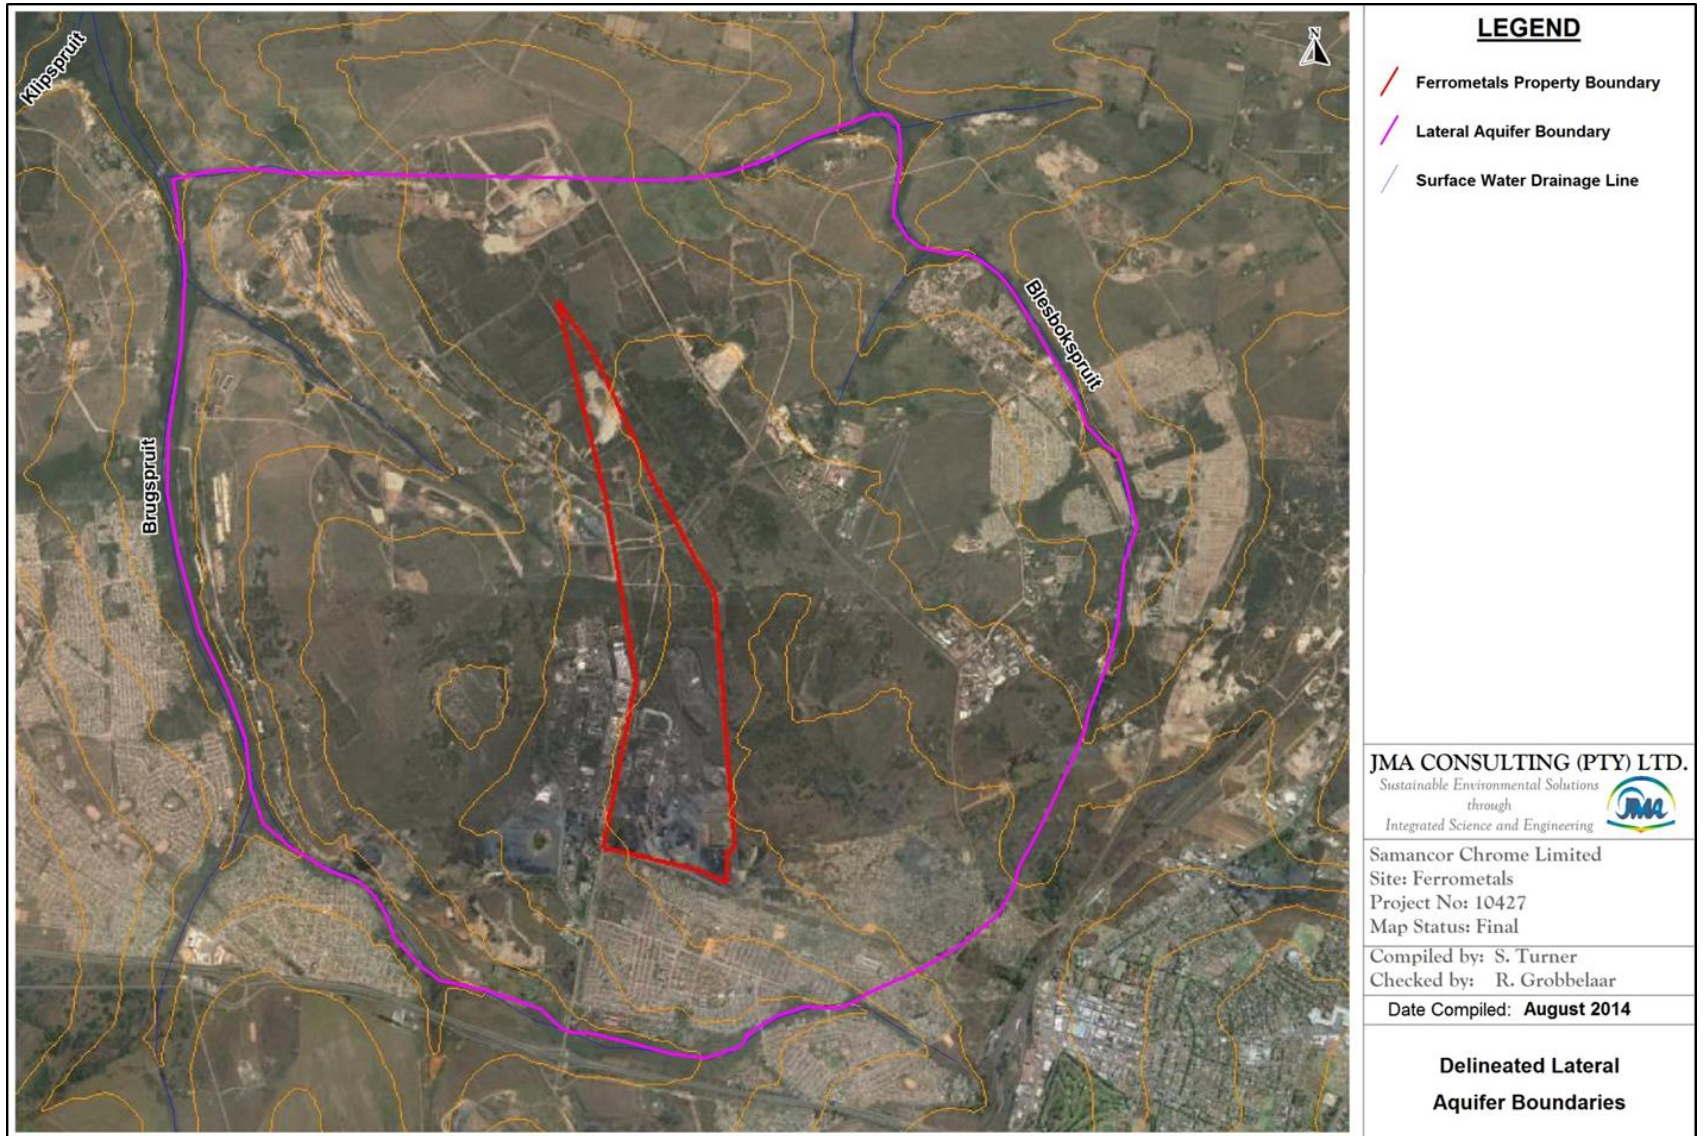 Klipspruit
N
Brugspruit
Blesbokspruit
LEGEND
Ferrometals Property Boundary
Lateral Aquifer Boundary
Surface Water Drainage Line
JMA CONSULTING (PTY) LTD.
Sustainable Environmental Solutions
through
Integrated Science and Engineering
JMA
Samancor Chrome Limited
Site: Ferrometals
Project No: 10427
Map Status: Final
Compiled by: S. Turner
Checked by: R. Grobbelaar
Date Compiled: August 2014
Delineated Lateral
Aquifer Boundaries